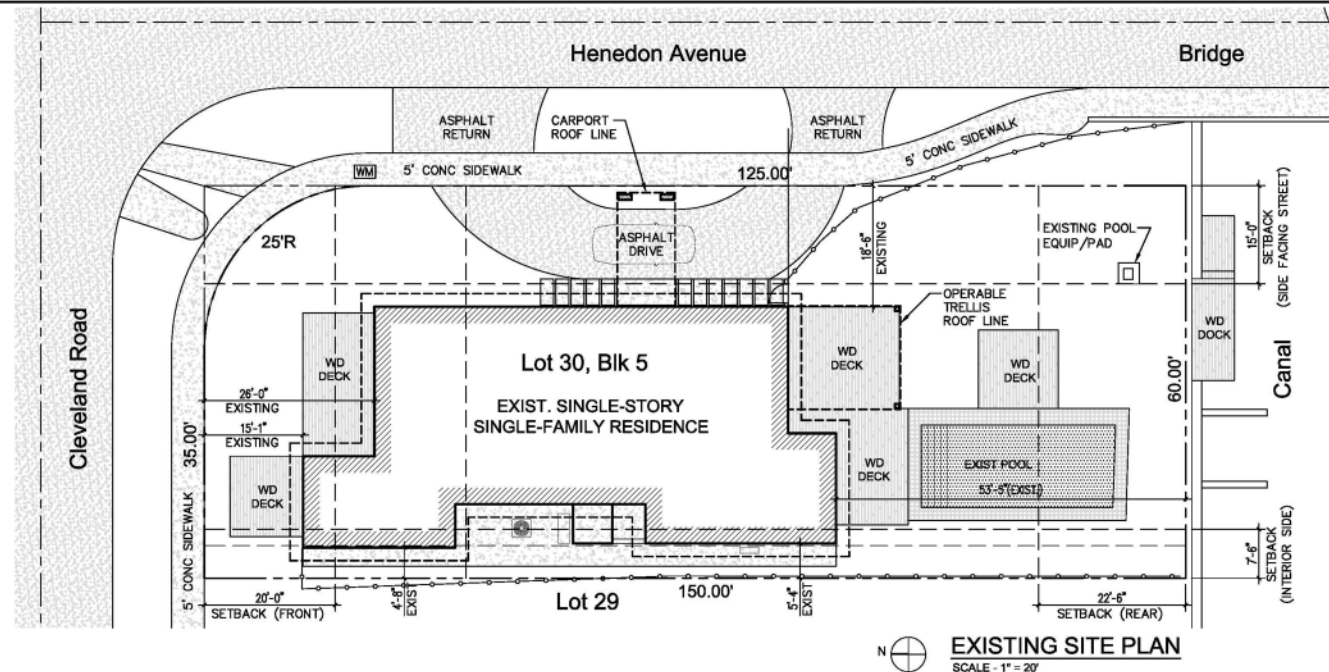 Henedon Avenue
Bridge
ASPHALT
RETURN
CARPORT
ROOF LINE
ASPHALT
RETURN
WM
5' CONC SIDEWALK
125.00'
5' CONC SIDEWALK
25'R
ASPHALT
DRIVE
18'-6"
EXISTING
EXISTING POOL
EQUIP/PAD
15'-0"
SETBACK
(SIDE FACING STREET)
OPERABLE
TRELLIS
ROOF LINE
WD
DECK
Lot 30, Blk 5
EXIST. SINGLE-STORY
SINGLE-FAMILY RESIDENCE
WD
DECK
WD
DECK
WD
DOCK
Canal
60.00'
Cleveland Road
26'-0"
EXISTING
15'-1"
EXISTING
35.00'
WD
DECK
WD
DECK
EXIST POOL
53'-5"(EXIST.)
5' CONC SIDEWALK
20'-0"
SETBACK (FRONT)
4'-8"
EXIST
Lot 29
150.00'
5'-4"
EXIST
22'-6"
SETBACK (REAR)
7'-6"
SETBACK
(INTERIOR SIDE)
N
EXISTING SITE PLAN
SCALE - 1" = 20'